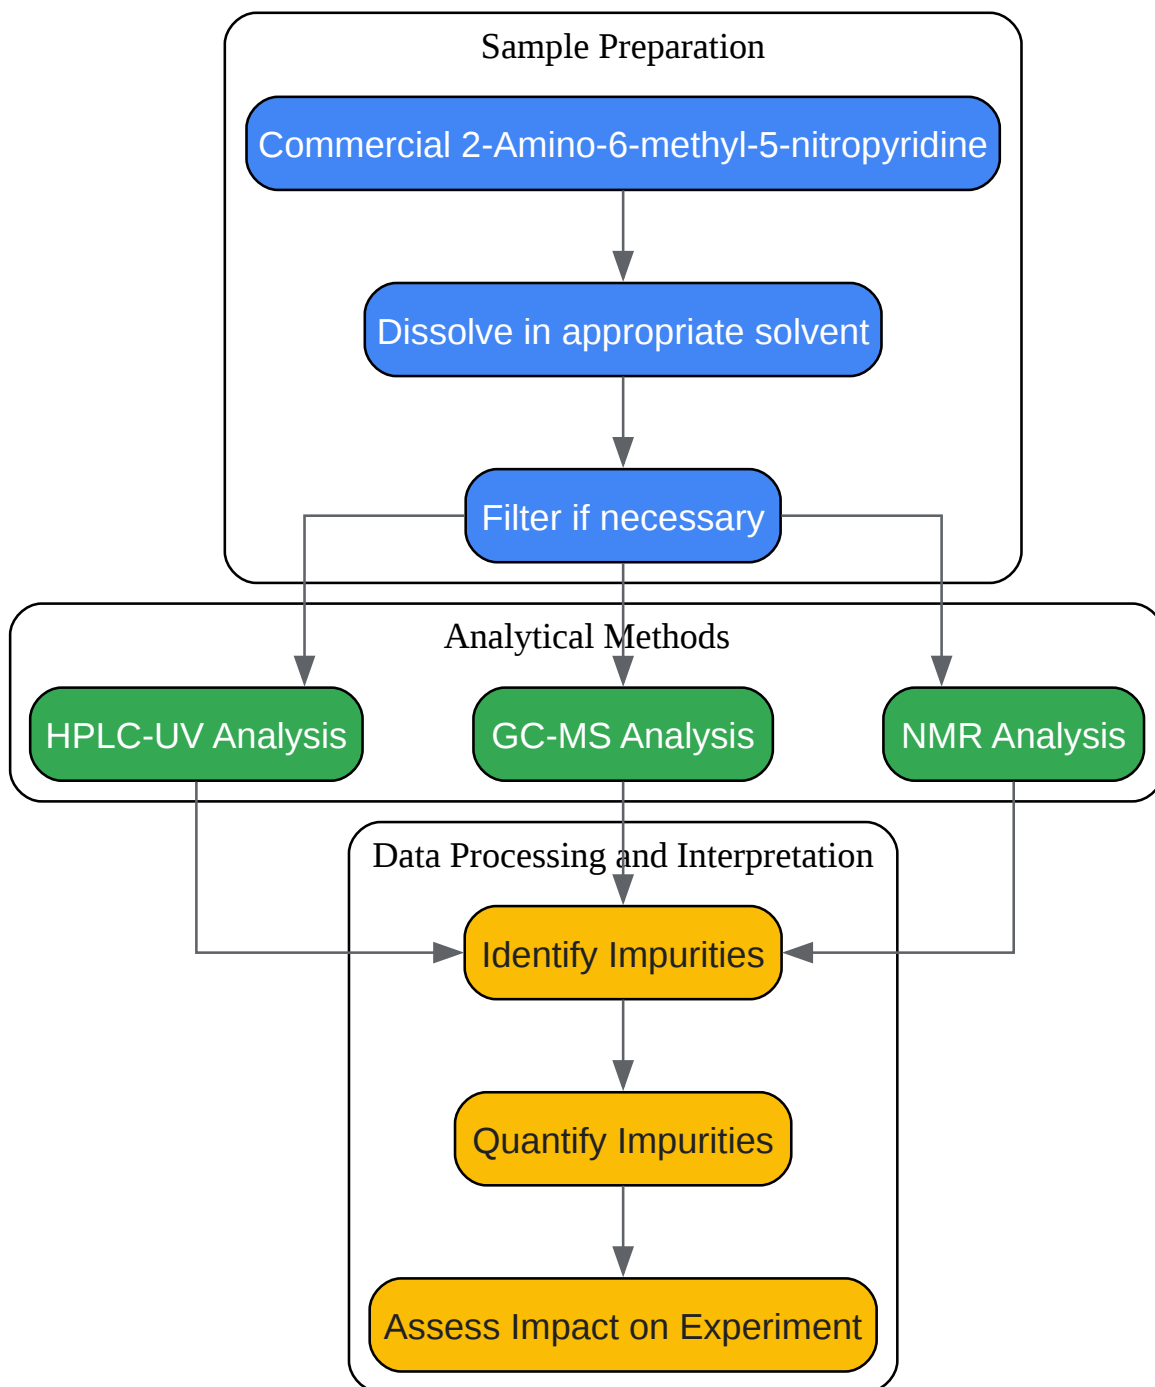 Sample Preparation
Commercial 2-Amino-6-methyl-5-nitropyridine
Dissolve in appropriate solvent
Filter if necessary
Analytical Methods
HPLC-UV Analysis
GC-MS Analysis
NMR Analysis
Data Processing and Interpretation
Identify Impurities
Quantify Impurities
Assess Impact on Experiment